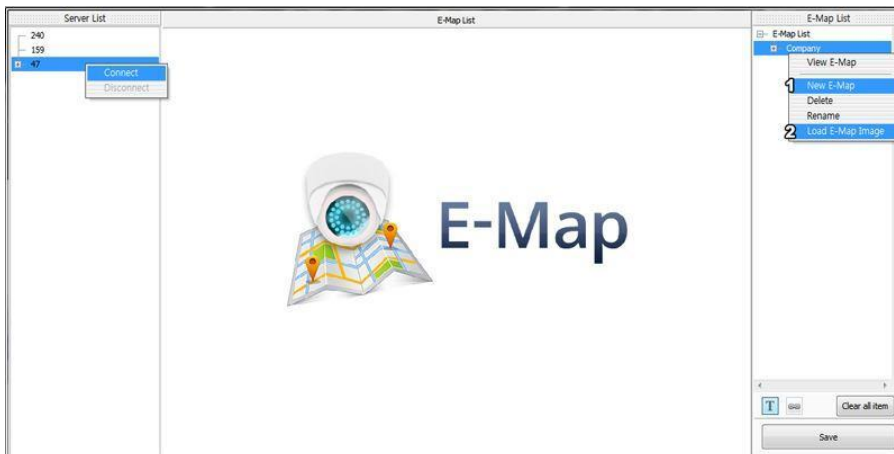 Server List
E-Map List
E-Map List
240
159
47
Connect
Disconnect
E-Map
E-Map List
Company
View E-Map
1 New E-Map
Delete
Rename
2 Load E-Map Image
T
Clear all item
Save